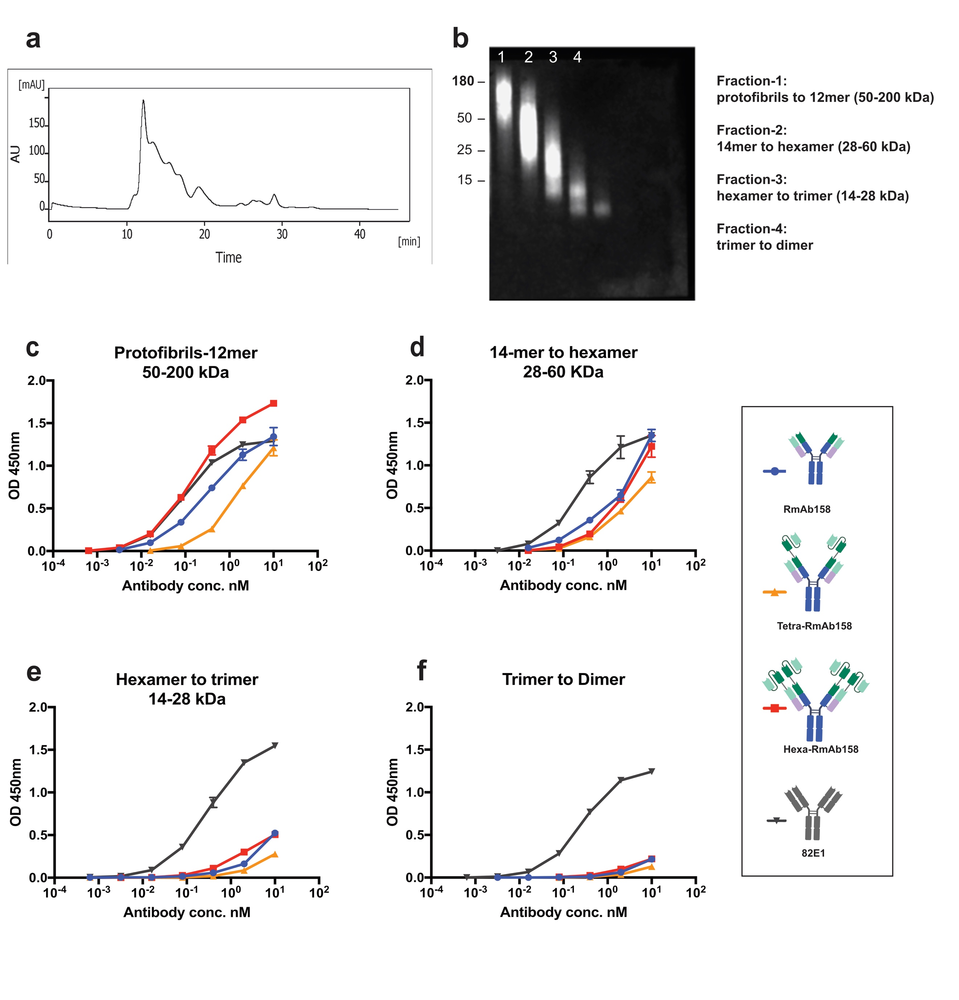 a
[mAU]
150
100
50
0
AU
0 10 20 30 40
[min]
Time
b
1 2 3 4
180
50
25
15
Fraction-1:
protofibrils to 12mer (50-200 kDa)
Fraction-2:
14mer to hexamer (28-60 kDa)
Fraction-3:
hexamer to trimer (14-28 kDa)
Fraction-4:
trimer to dimer
c
Protofibrils-12mer
50-200 kDa
2.0
1.5
1.0
0.5
0.0
OD 450nm
10-4 10-3 10-2 10-1 100 101 102
Antibody conc. nM
d
14-mer to hexamer
28-60 KDa
2.0
1.5
1.0
0.5
0.0
OD 450nm
10-4 10-3 10-2 10-1 100 101 102
Antibody conc. nM
e
Hexamer to trimer
14-28 kDa
2.0
1.5
1.0
0.5
0.0
OD 450nm
10-4 10-3 10-2 10-1 100 101 102
Antibody conc. nM
f
Trimer to Dimer
2.0
1.5
1.0
0.5
0.0
OD 450nm
10-4 10-3 10-2 10-1 100 101 102
Antibody conc. nM
RmAb158
Tetra-RmAb158
Hexa-RmAb158
82E1